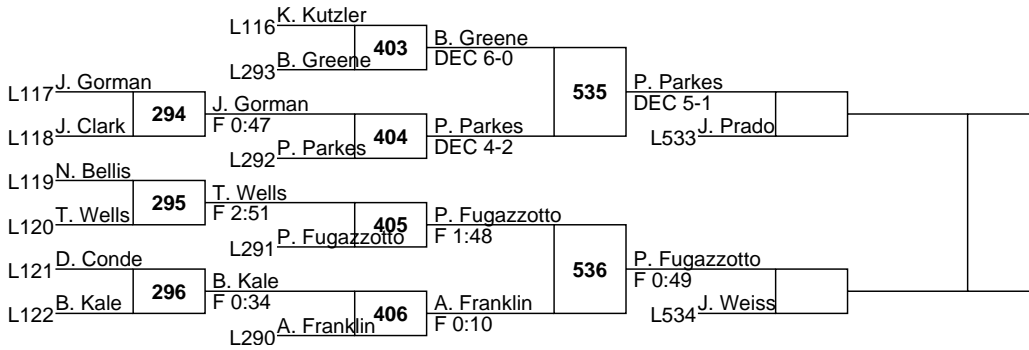 L116 K. Kutzler
403
B. Greene
DEC 6-0
L293 B. Greene
L117 J. Gorman
294
J. Gorman
F 0:47
L118 J. Clark
404
P. Parkes
DEC 4-2
L292 P. Parkes
535
P. Parkes
DEC 5-1
L533 J. Prado
L119 N. Bellis
295
T. Wells
F 2:51
L120 T. Wells
405
P. Fugazzotto
F 1:48
L291 P. Fugazzotto
L121 D. Conde
296
B. Kale
F 0:34
L122 B. Kale
406
A. Franklin
F 0:10
L290 A. Franklin
536
P. Fugazzotto
F 0:49
L534 J. Weiss